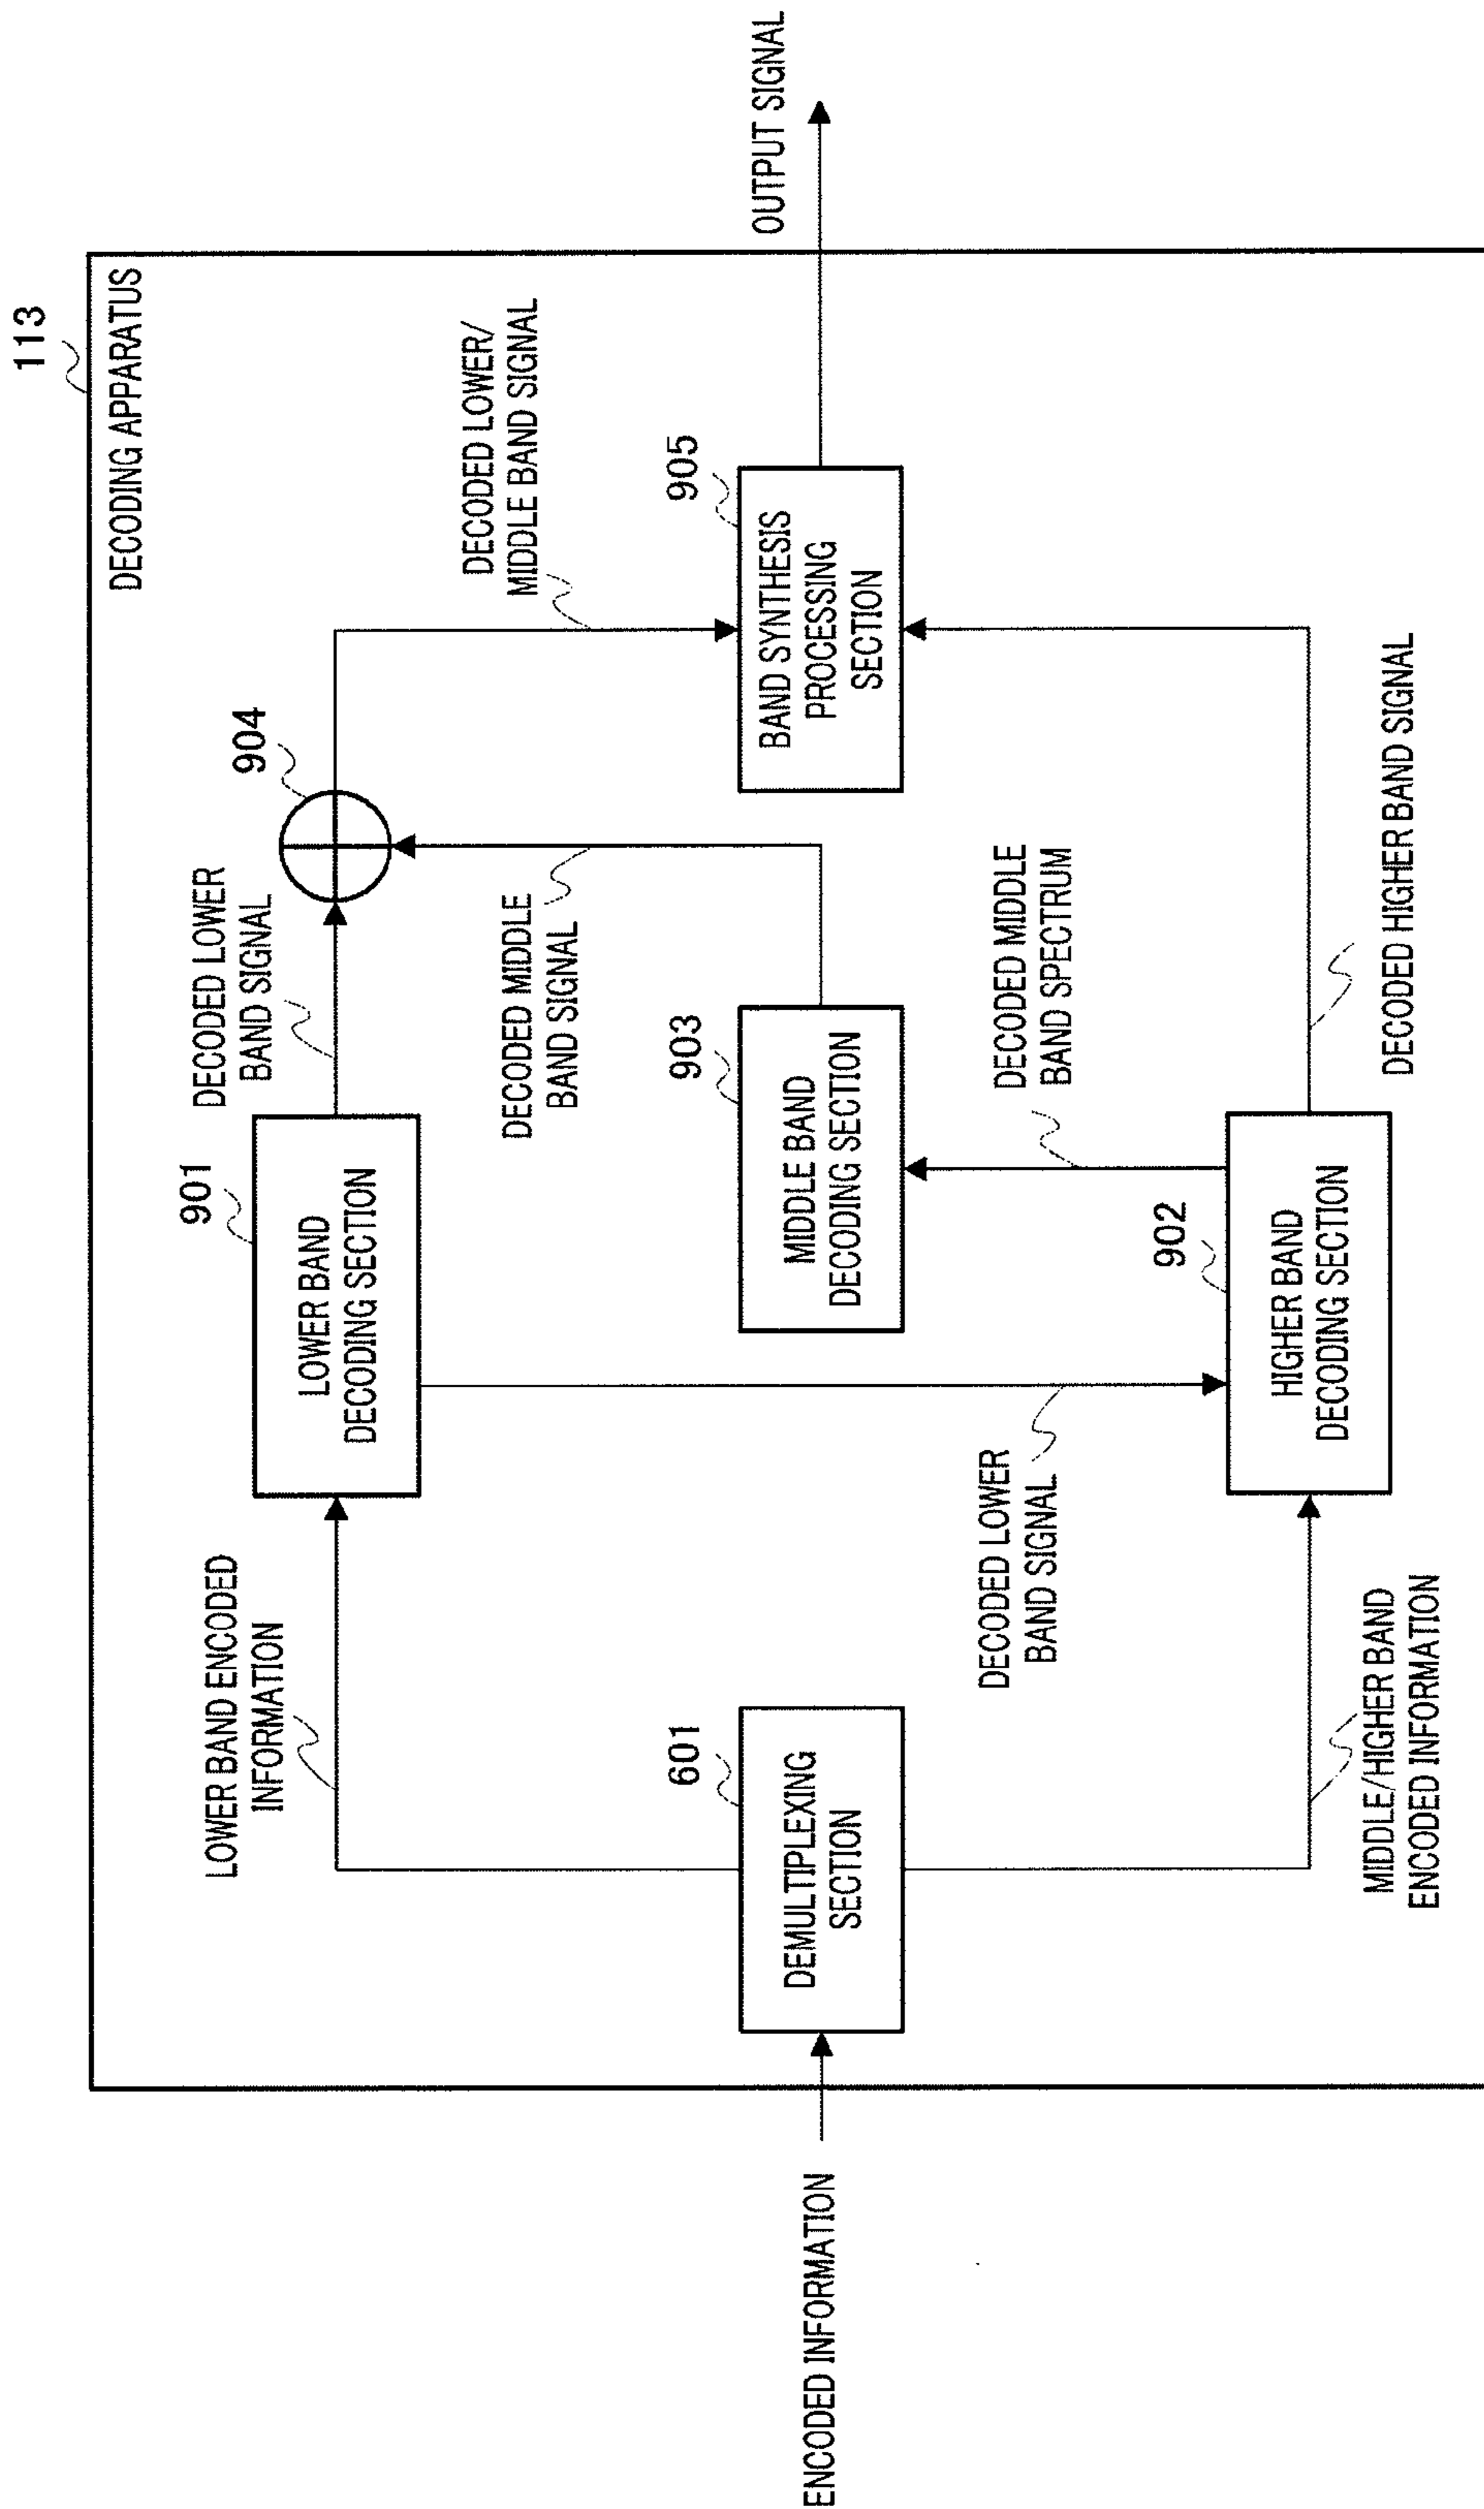 113
DECODING APPARATUS
ENCODED INFORMATION
601
DEMULTIPLEXING
SECTION
LOWER BAND ENCODED
INFORMATION
MIDDLE/HIGHER BAND
ENCODED INFORMATION
901
LOWER BAND
DECODING SECTION
DECODED LOWER
BAND SIGNAL
902
HIGHER BAND
DECODING SECTION
903
MIDDLE BAND
DECODING SECTION
DECODED MIDDLE
BAND SPECTRUM
DECODED LOWER
BAND SIGNAL
DECODED MIDDLE
BAND SIGNAL
904
DECODED HIGHER BAND SIGNAL
DECODED LOWER/
MIDDLE BAND SIGNAL
905
BAND SYNTHESIS
PROCESSING
SECTION
OUTPUT SIGNAL